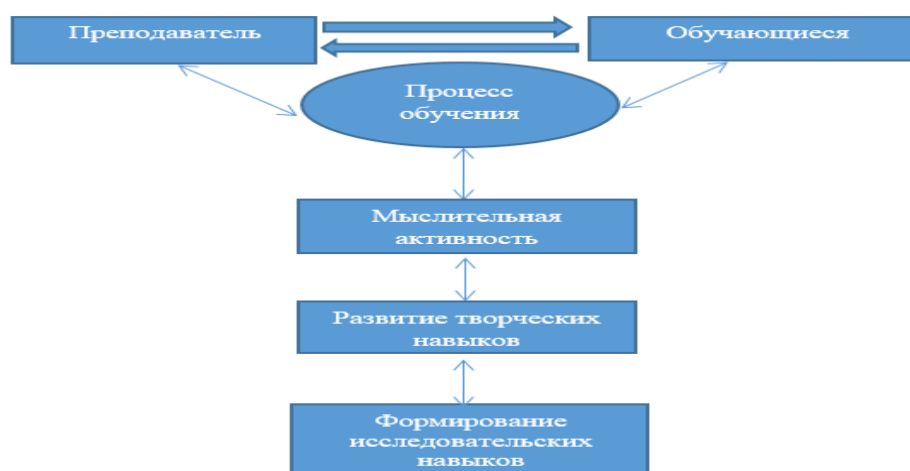 Преподаватель
Обучающиеся
Процесс
обучения
Мыслительная
активность
Развитие творческих
навыков
Формирование
исследовательских
навыков